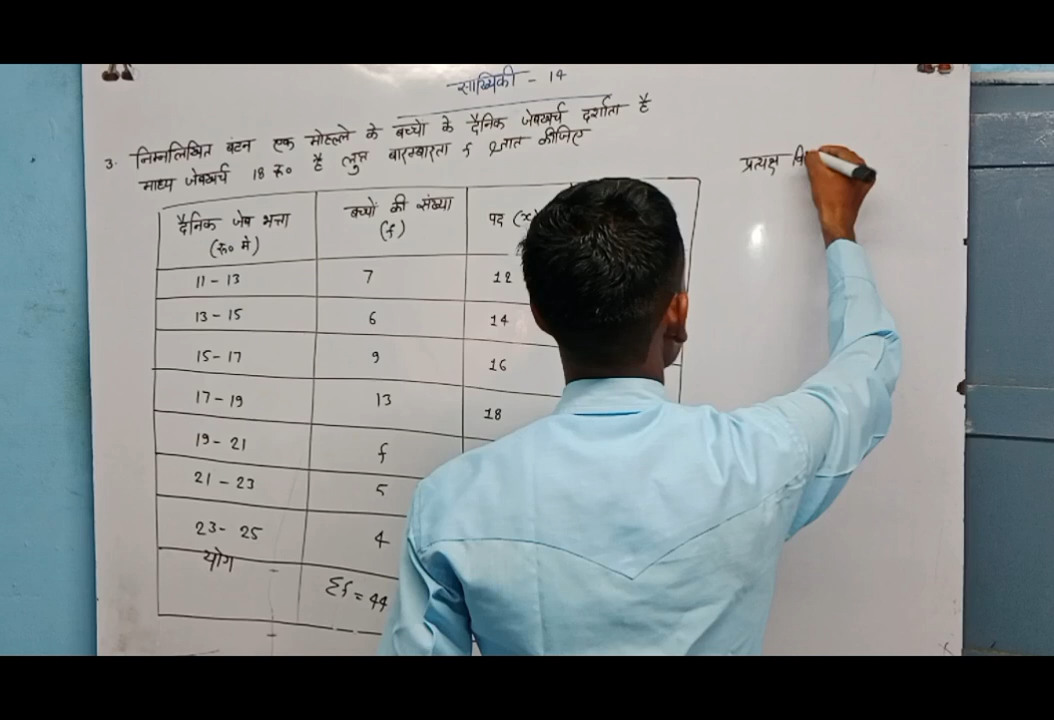 सांख्यिकी - 14
3. निम्नलिखित बंटन एक मोहल्ले के बच्चो के दैनिक जेबखर्च दर्शाता है
माध्य जेबखर्च 18 रू० है लुप्त बारम्बारता f ज्ञात कीजिए
प्रत्यक्ष वि
दैनिक जेब भत्ता (रू० मे) बच्चों की संख्या (f) पद (x)
11 - 13 7 12
13 - 15 6 14
15 - 17 9 16
17 - 19 13 18
19 - 21 f
21 - 23 5
23 - 25 4
योग Σf = 44